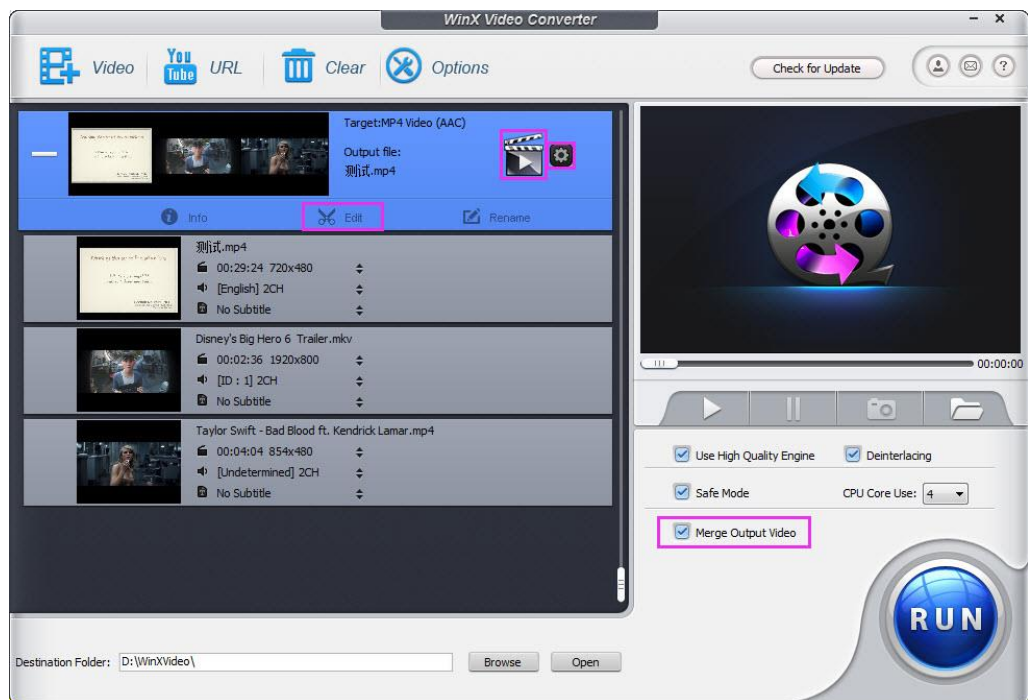 WinX Video Converter
Video
You
Tube
URL
Clear
Options
Check for Update
?
Target:MP4 Video (AAC)
Output file:
测试.mp4
Info
Edit
Rename
测试.mp4
00:29:24 720x480
[English] 2CH
No Subtitle
Disney's Big Hero 6 Trailer.mkv
00:02:36 1920x800
[ID : 1] 2CH
No Subtitle
Taylor Swift - Bad Blood ft. Kendrick Lamar.mp4
00:04:04 854x480
[Undetermined] 2CH
No Subtitle
00:00:00
Use High Quality Engine
Deinterlacing
Safe Mode
CPU Core Use: 4
Merge Output Video
RUN
Destination Folder: D:\WinXVideo\
Browse
Open